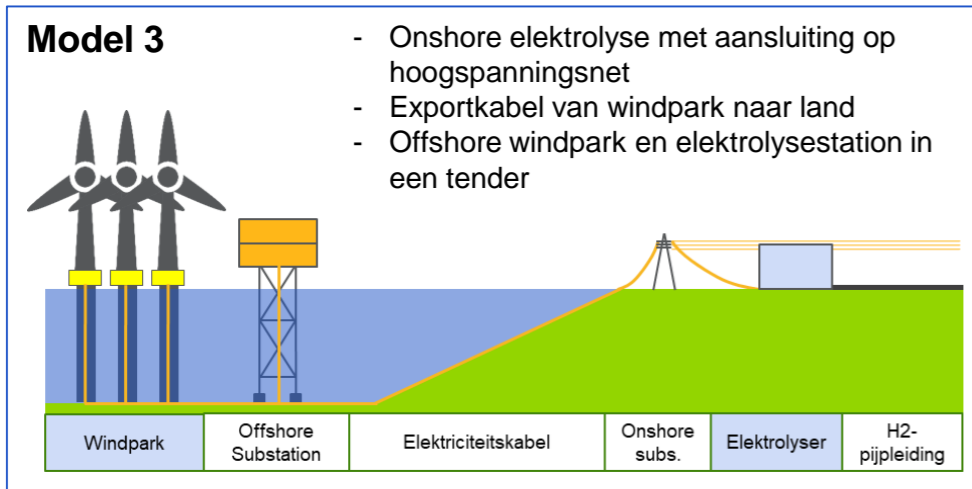 Model 3
- Onshore elektrolyse met aansluiting op
hoogspanningsnet
- Exportkabel van windpark naar land
- Offshore windpark en elektrolysestation in
een tender
Windpark
Offshore
Substation
Elektriciteitskabel
Onshore
subs.
Elektrolyser
H2-
pijpleiding